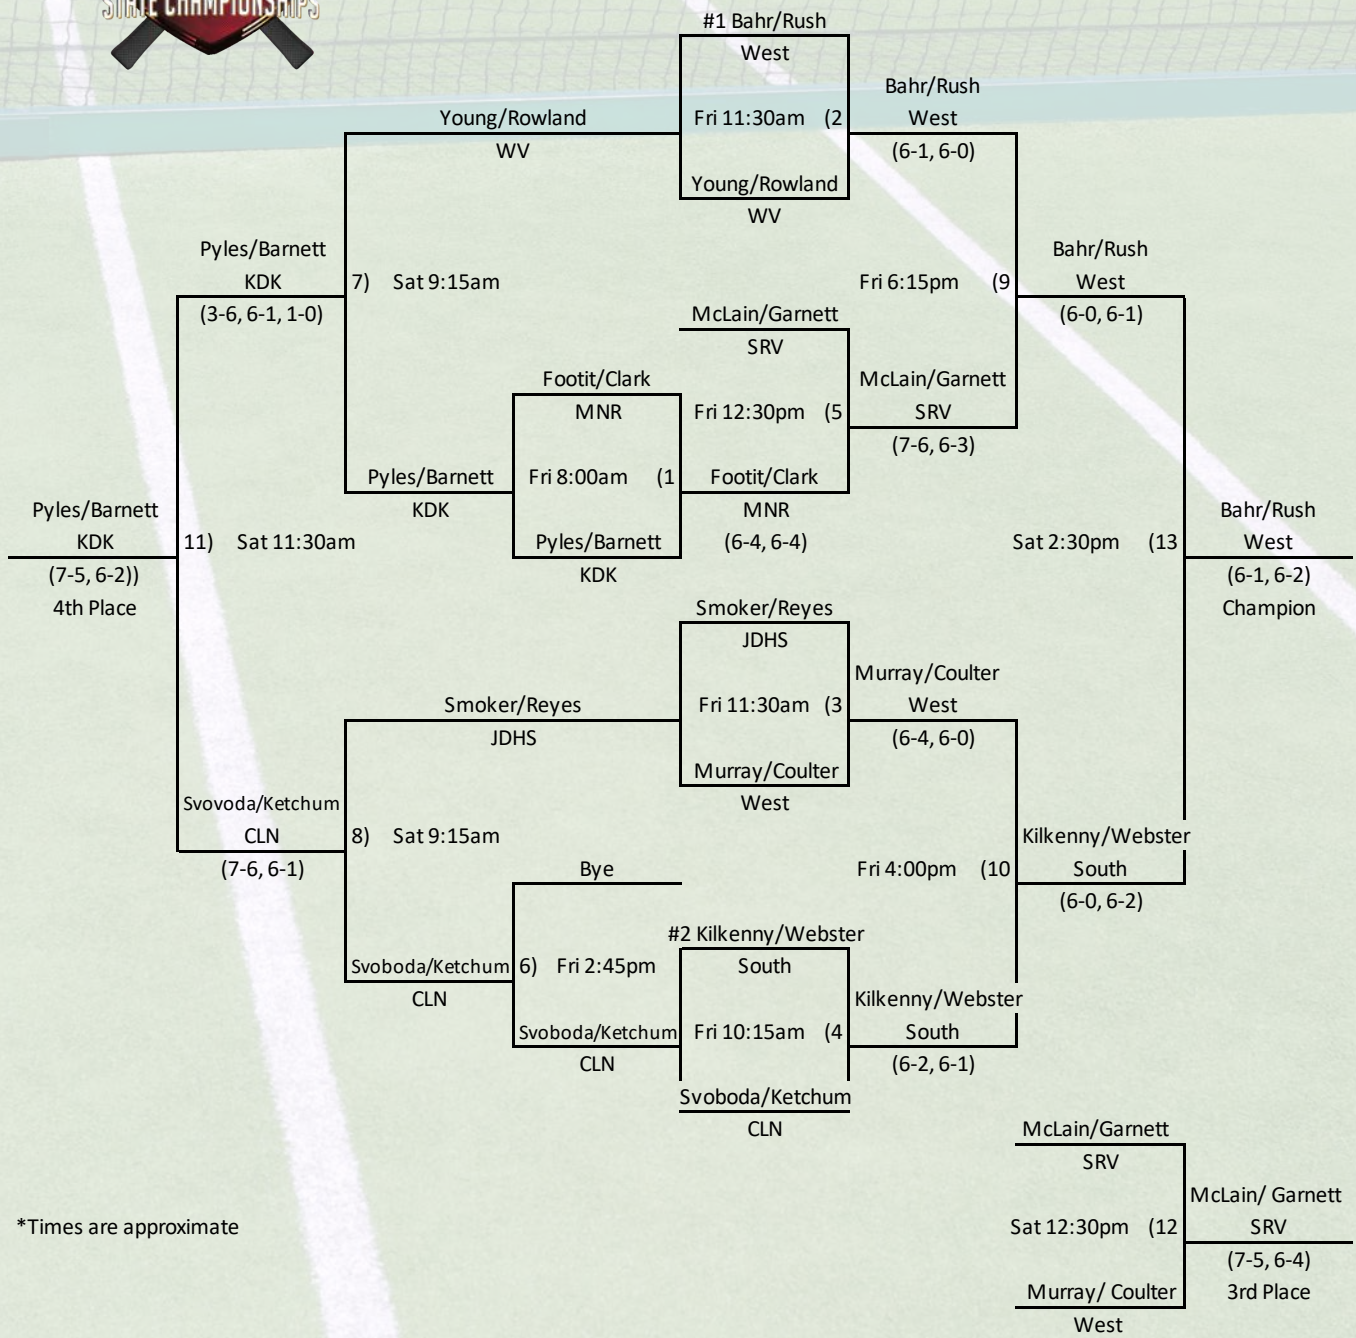 STATE CHAMPIONSHIPS
#1 Bahr/Rush
West
Bahr/Rush
Young/Rowland
Fri 11:30am (2
West
WV
(6-1, 6-0)
Young/Rowland
WV
Pyles/Barnett
Bahr/Rush
KDK
7) Sat 9:15am
Fri 6:15pm (9
West
(3-6, 6-1, 1-0)
McLain/Garnett
(6-0, 6-1)
SRV
Footit/Clark
McLain/Garnett
MNR
Fri 12:30pm (5
SRV
(7-6, 6-3)
Pyles/Barnett
Fri 8:00am (1
Footit/Clark
KDK
MNR
Pyles/Barnett
Bahr/Rush
KDK
11) Sat 11:30am
Pyles/Barnett
(6-4, 6-4)
Sat 2:30pm (13
West
(7-5, 6-2))
KDK
(6-1, 6-2)
4th Place
Smoker/Reyes
Champion
JDHS
Murray/Coulter
Smoker/Reyes
Fri 11:30am (3
West
JDHS
(6-4, 6-0)
Murray/Coulter
West
Svovoda/Ketchum
CLN
8) Sat 9:15am
Kilkenny/Webster
(7-6, 6-1)
Bye
Fri 4:00pm (10
South
(6-0, 6-2)
#2 Kilkenny/Webster
Svoboda/Ketchum
6) Fri 2:45pm
South
CLN
Kilkenny/Webster
Svoboda/Ketchum
Fri 10:15am (4
South
CLN
(6-2, 6-1)
Svoboda/Ketchum
CLN
McLain/Garnett
SRV
McLain/ Garnett
*Times are approximate
Sat 12:30pm (12
SRV
(7-5, 6-4)
Murray/ Coulter
3rd Place
West